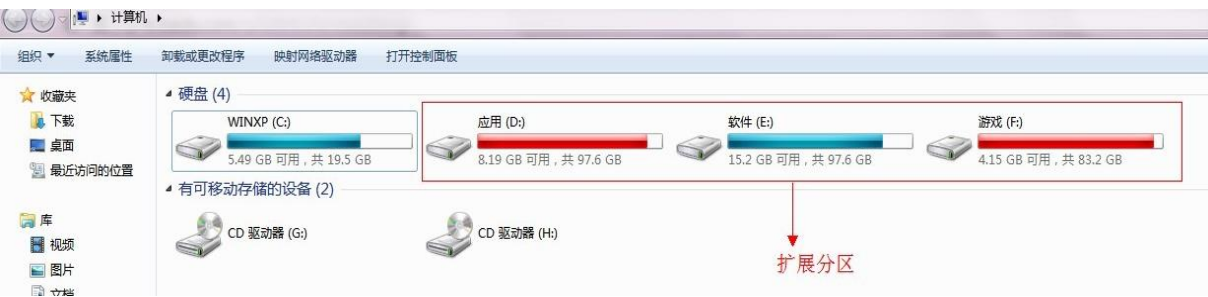 计算机
组织 系统属性 卸载或更改程序 映射网络驱动器 打开控制面板
收藏夹
下载
桌面
最近访问的位置
库
视频
图片
文档
硬盘 (4)
WINXP (C:)
5.49 GB 可用，共 19.5 GB
应用 (D:)
8.19 GB 可用，共 97.6 GB
软件 (E:)
15.2 GB 可用，共 97.6 GB
游戏 (F:)
4.15 GB 可用，共 83.2 GB
有可移动存储的设备 (2)
CD 驱动器 (G:)
CD 驱动器 (H:)
扩展分区